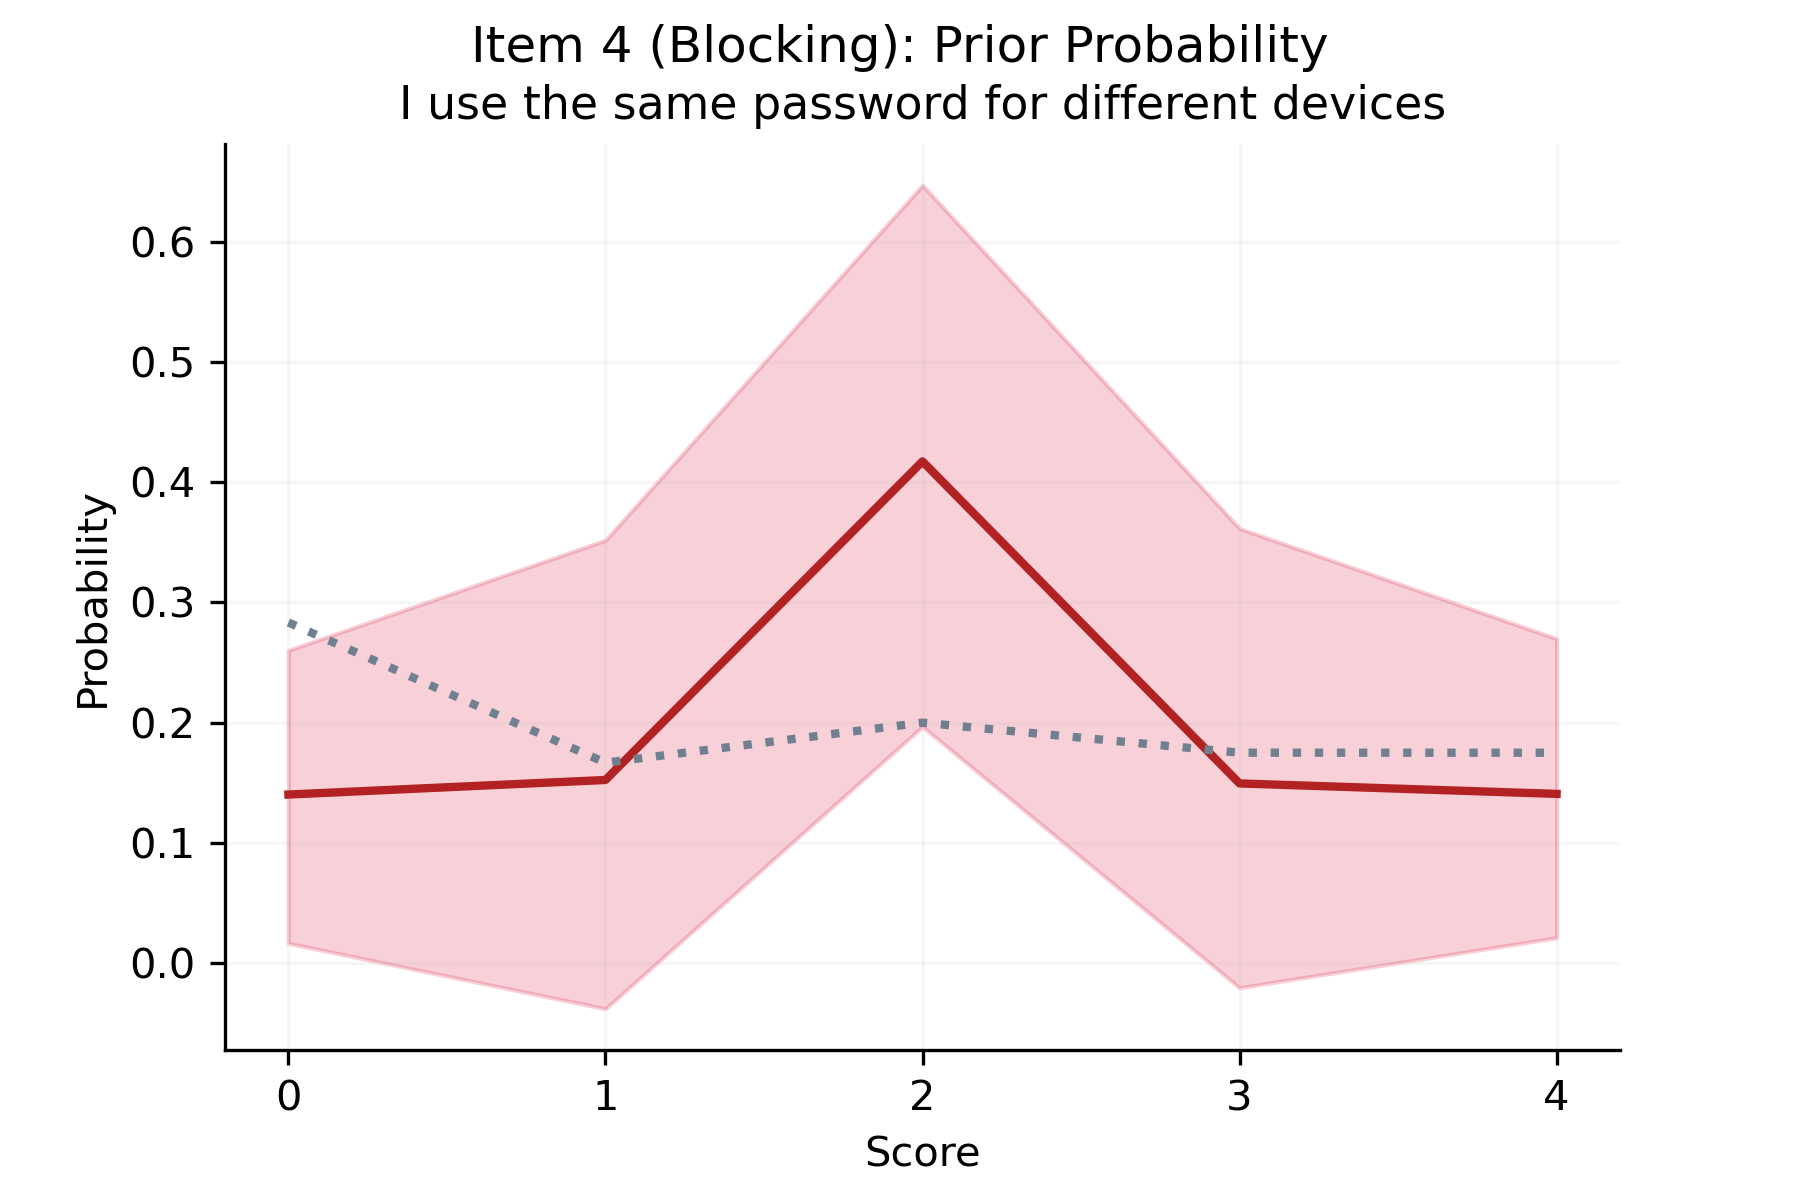 Item 4 (Blocking): Prior Probability
I use the same password for different devices
Probability
0.6
0.5
0.4
0.3
0.2
0.1
0.0
0 1 2 3 4
Score